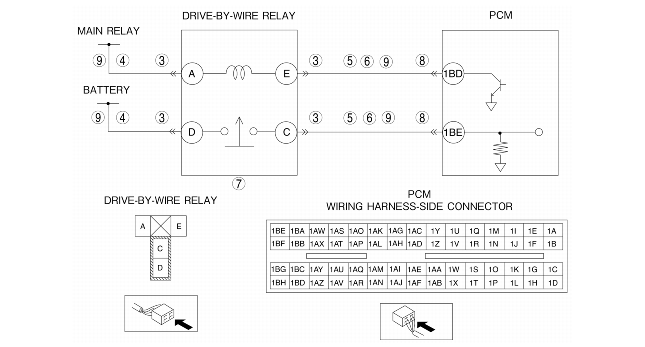 DRIVE-BY-WIRE RELAY PCM
MAIN RELAY
9 4 3 A E 3 5 6 9 8 1BD
BATTERY
9 4 3 D C 3 5 6 9 8 1BE
7
DRIVE-BY-WIRE RELAY
A E
C
D
PCM
WIRING HARNESS-SIDE CONNECTOR
1BE 1BA 1AW 1AS 1AO 1AK 1AG 1AC 1Y 1U 1Q 1M 1I 1E 1A
1BF 1BB 1AX 1AT 1AP 1AL 1AH 1AD 1Z 1V 1R 1N 1J 1F 1B
1BG 1BC 1AY 1AU 1AQ 1AM 1AI 1AE 1AA 1W 1S 1O 1K 1G 1C
1BH 1BD 1AZ 1AV 1AR 1AN 1AJ 1AF 1AB 1X 1T 1P 1L 1H 1D